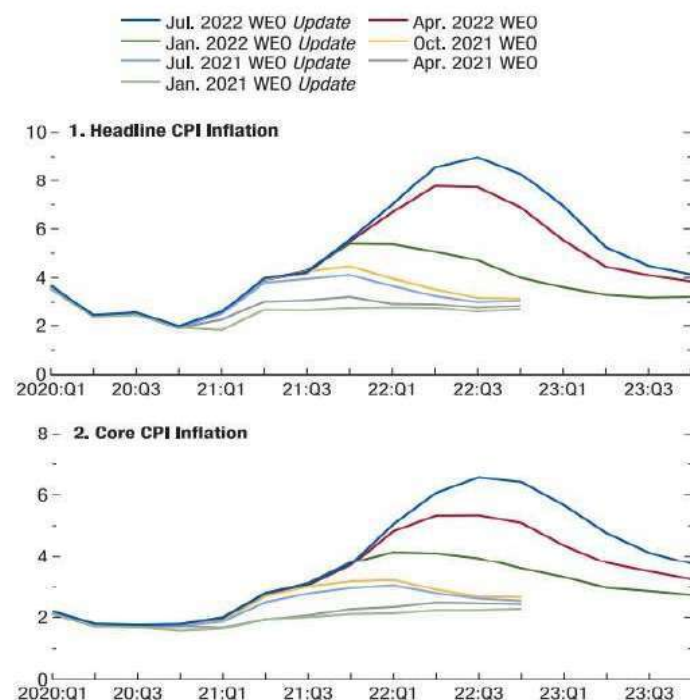 Jul. 2022 WEO Update Apr. 2022 WEO
Jan. 2022 WEO Update Oct. 2021 WEO
Jul. 2021 WEO Update Apr. 2021 WEO
Jan. 2021 WEO Update
1. Headline CPI Inflation
10
8
6
4
2
0
2020:Q1 20:Q3 21:Q1 21:Q3 22:Q1 22:Q3 23:Q1 23:Q3
2. Core CPI Inflation
8
6
4
2
0
2020:Q1 20:Q3 21:Q1 21:Q3 22:Q1 22:Q3 23:Q1 23:Q3